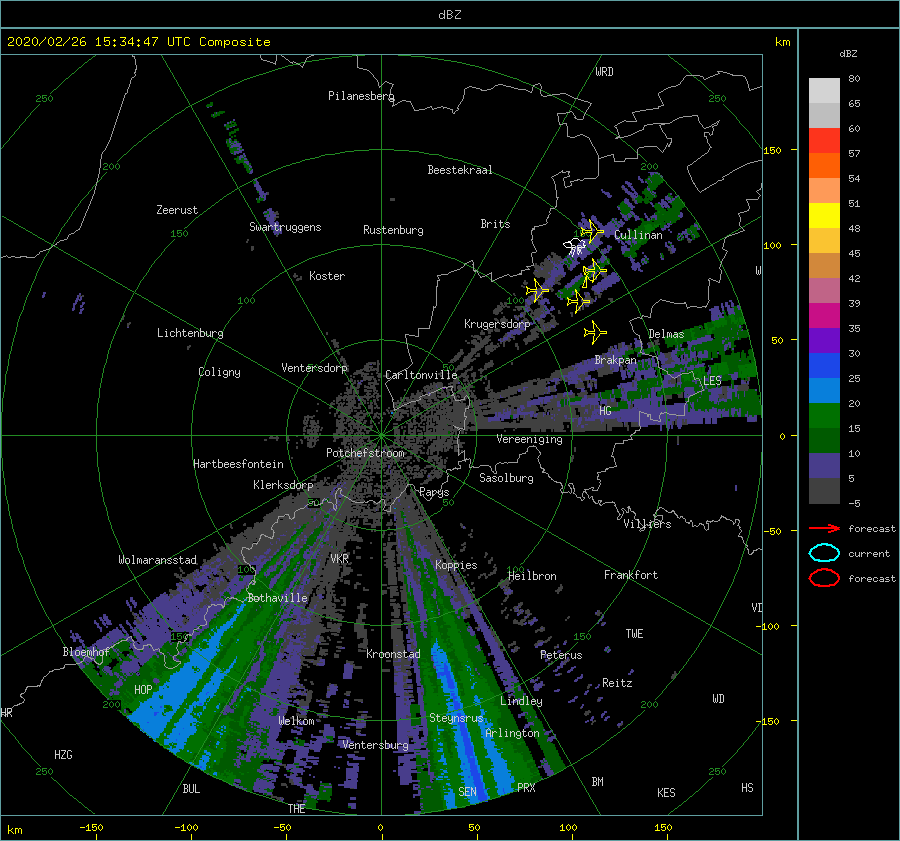 dBZ
2020/02/26 15:34:47 UTC Composite
km
dBZ
WRD
80
250
Pilanesberg
250
65
60
150
57
200
Beestekraal
200
54
Zeerust
51
Swartruggens
Rustenburg
Brits
150
Cullinan
48
100
45
Koster
42
100
100
39
Krugersdorp
35
Lichtenburg
Delmas
50
30
Coligny
Ventersdorp
Carltonville
Brakpan
LES
25
20
HG
15
Vereeniging
0
10
Potchefstroom
Hartbeesfontein
Sasolburg
5
Klerksdorp
Parys
50
50
-5
Villiers
-50
forecast
Wolmaransstad
VKR
Koppies
current
100
100
Heilbron
Frankfort
forecast
Bothaville
VD
-100
150
150
TWE
Bloemhof
Kroonstad
Peterus
HOP
Reitz
200
Lindley
200
WD
HR
Welkom
Steynsrus
-150
Arlington
HZG
Ventersburg
250
250
BUL
SEN
PRX
BM
KES
HS
THE
km
-150
-100
-50
0
50
100
150